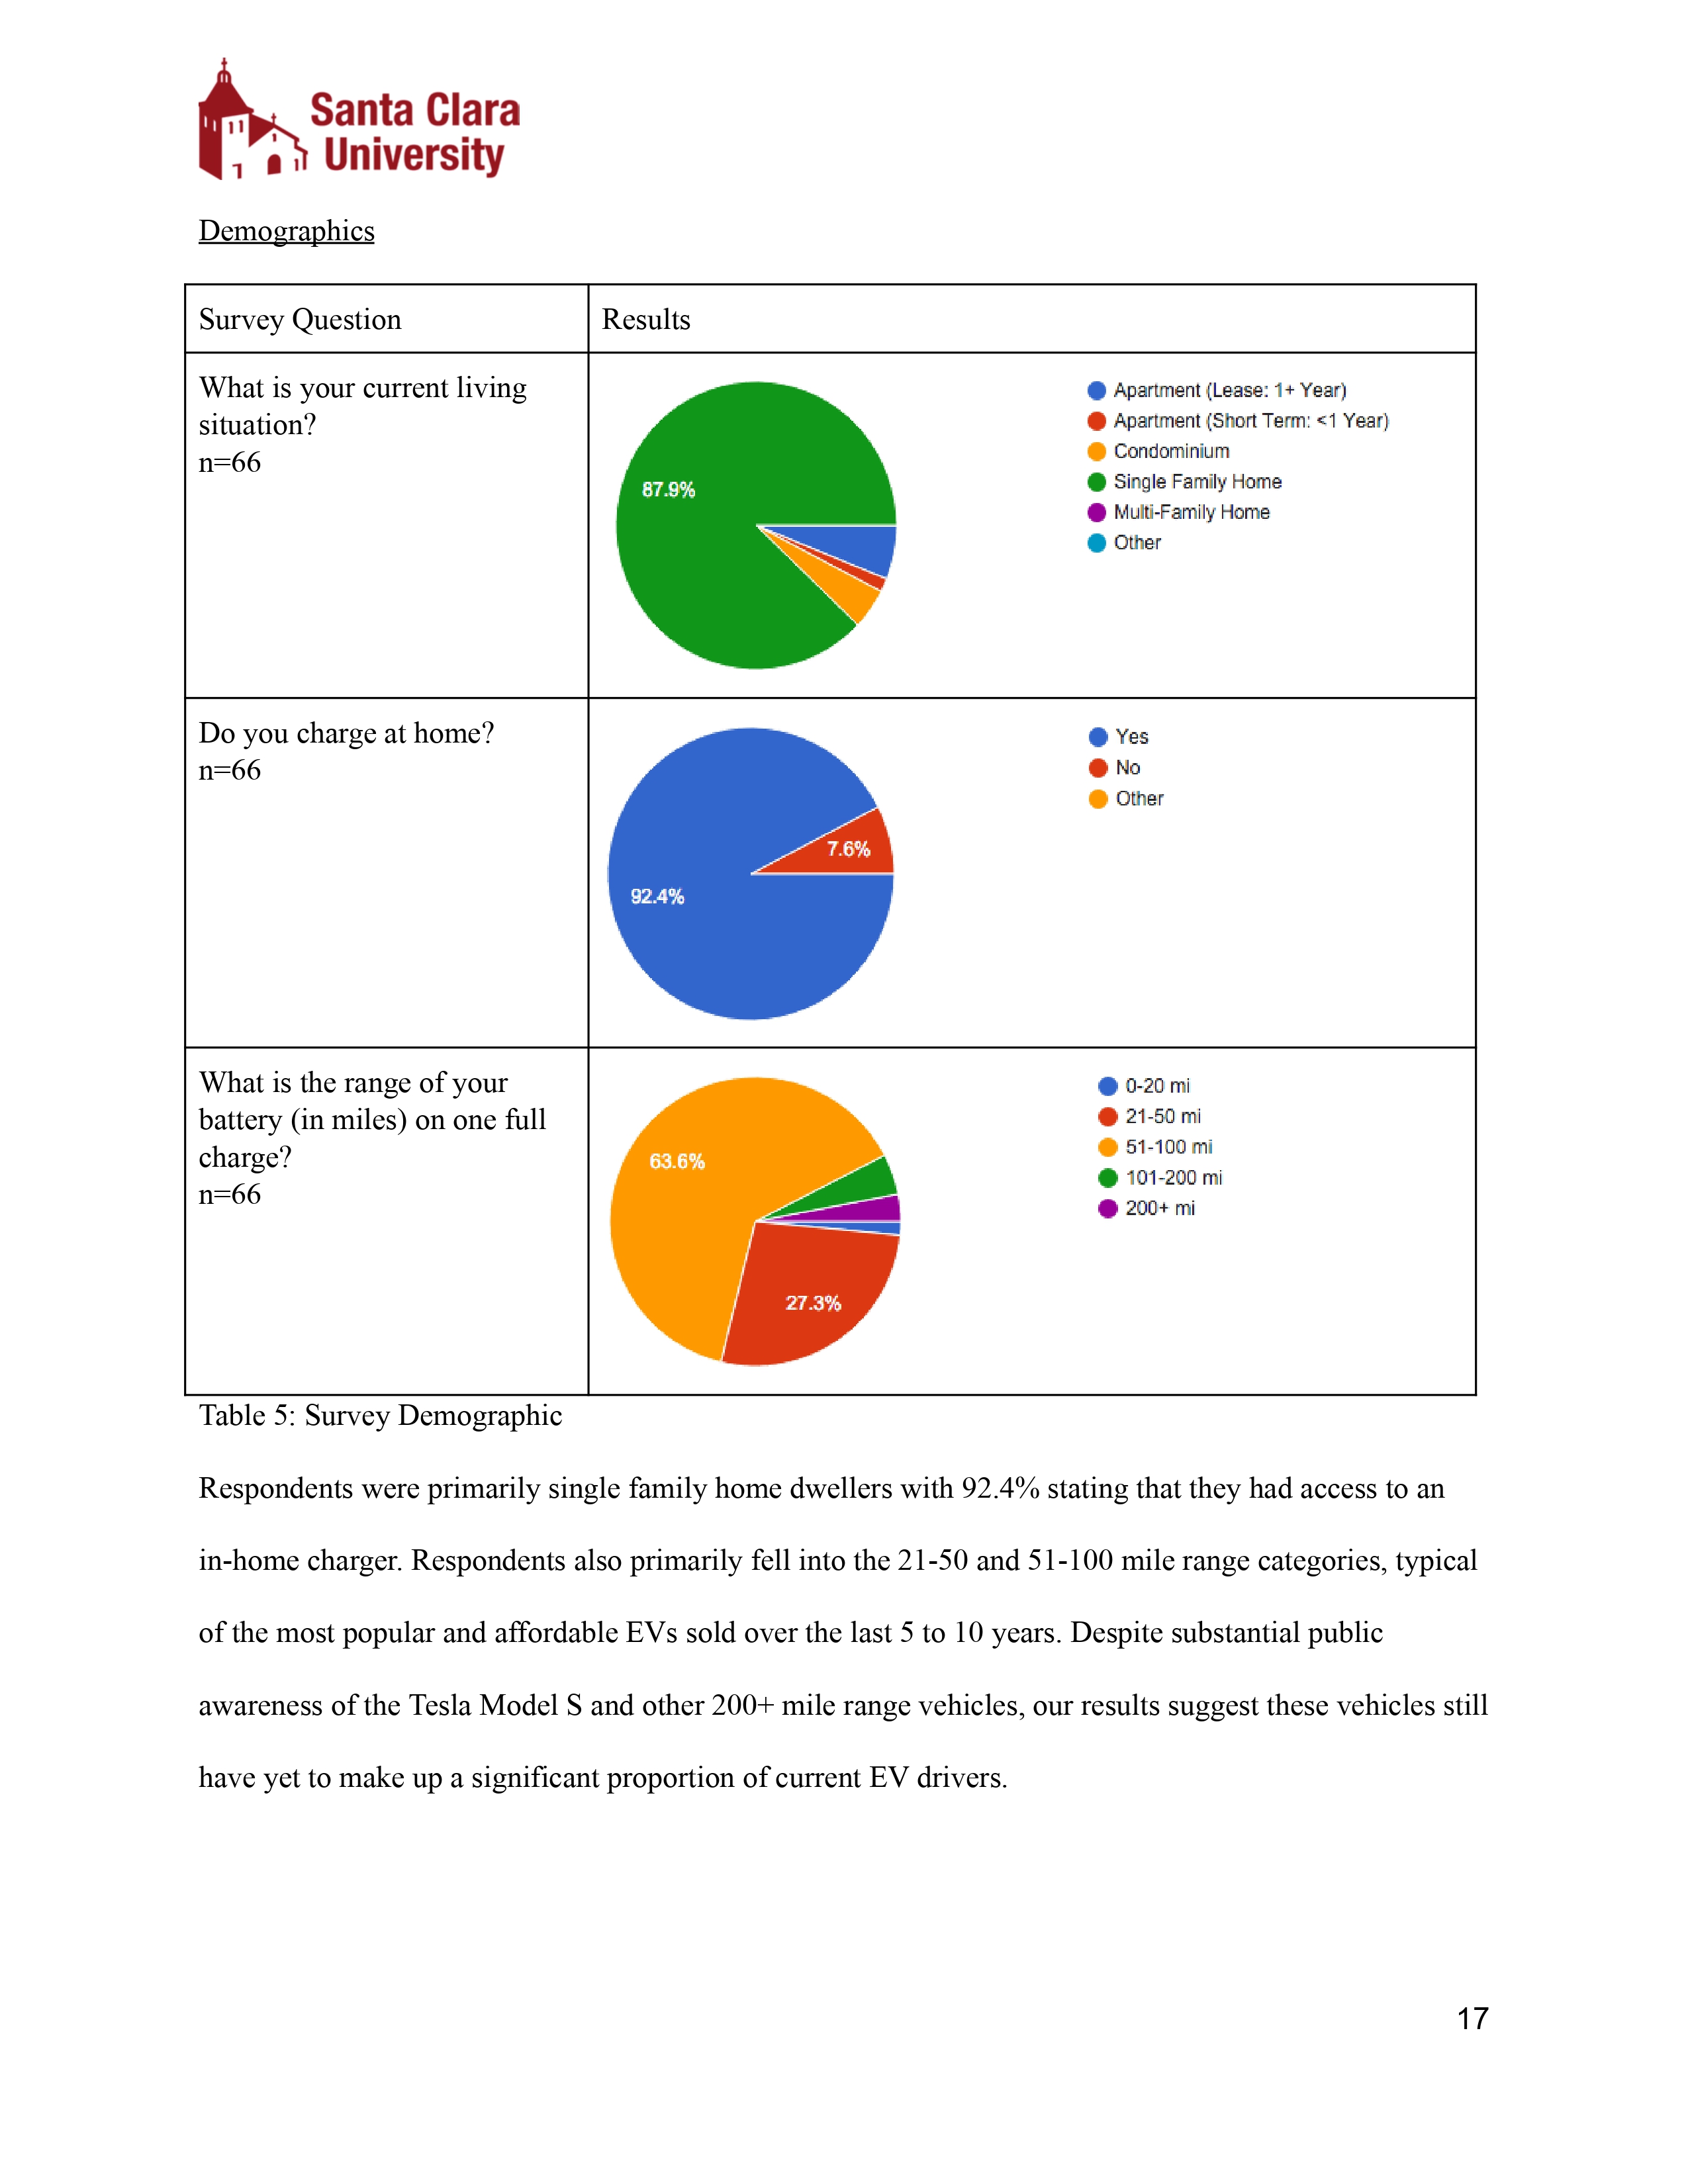 Santa Clara
University
Demographics
Survey Question
Results
What is your current living
situation?
n=66
87.9%
Apartment (Lease: 1+ Year)
Apartment (Short Term: <1 Year)
Condominium
Single Family Home
Multi-Family Home
Other
Do you charge at home?
n=66
7.6%
92.4%
Yes
No
Other
What is the range of your
battery (in miles) on one full
charge?
n=66
63.6%
27.3%
0-20 mi
21-50 mi
51-100 mi
101-200 mi
200+ mi
Table 5: Survey Demographic
Respondents were primarily single family home dwellers with 92.4% stating that they had access to an
in-home charger. Respondents also primarily fell into the 21-50 and 51-100 mile range categories, typical
of the most popular and affordable EVs sold over the last 5 to 10 years. Despite substantial public
awareness of the Tesla Model S and other 200+ mile range vehicles, our results suggest these vehicles still
have yet to make up a significant proportion of current EV drivers.
17